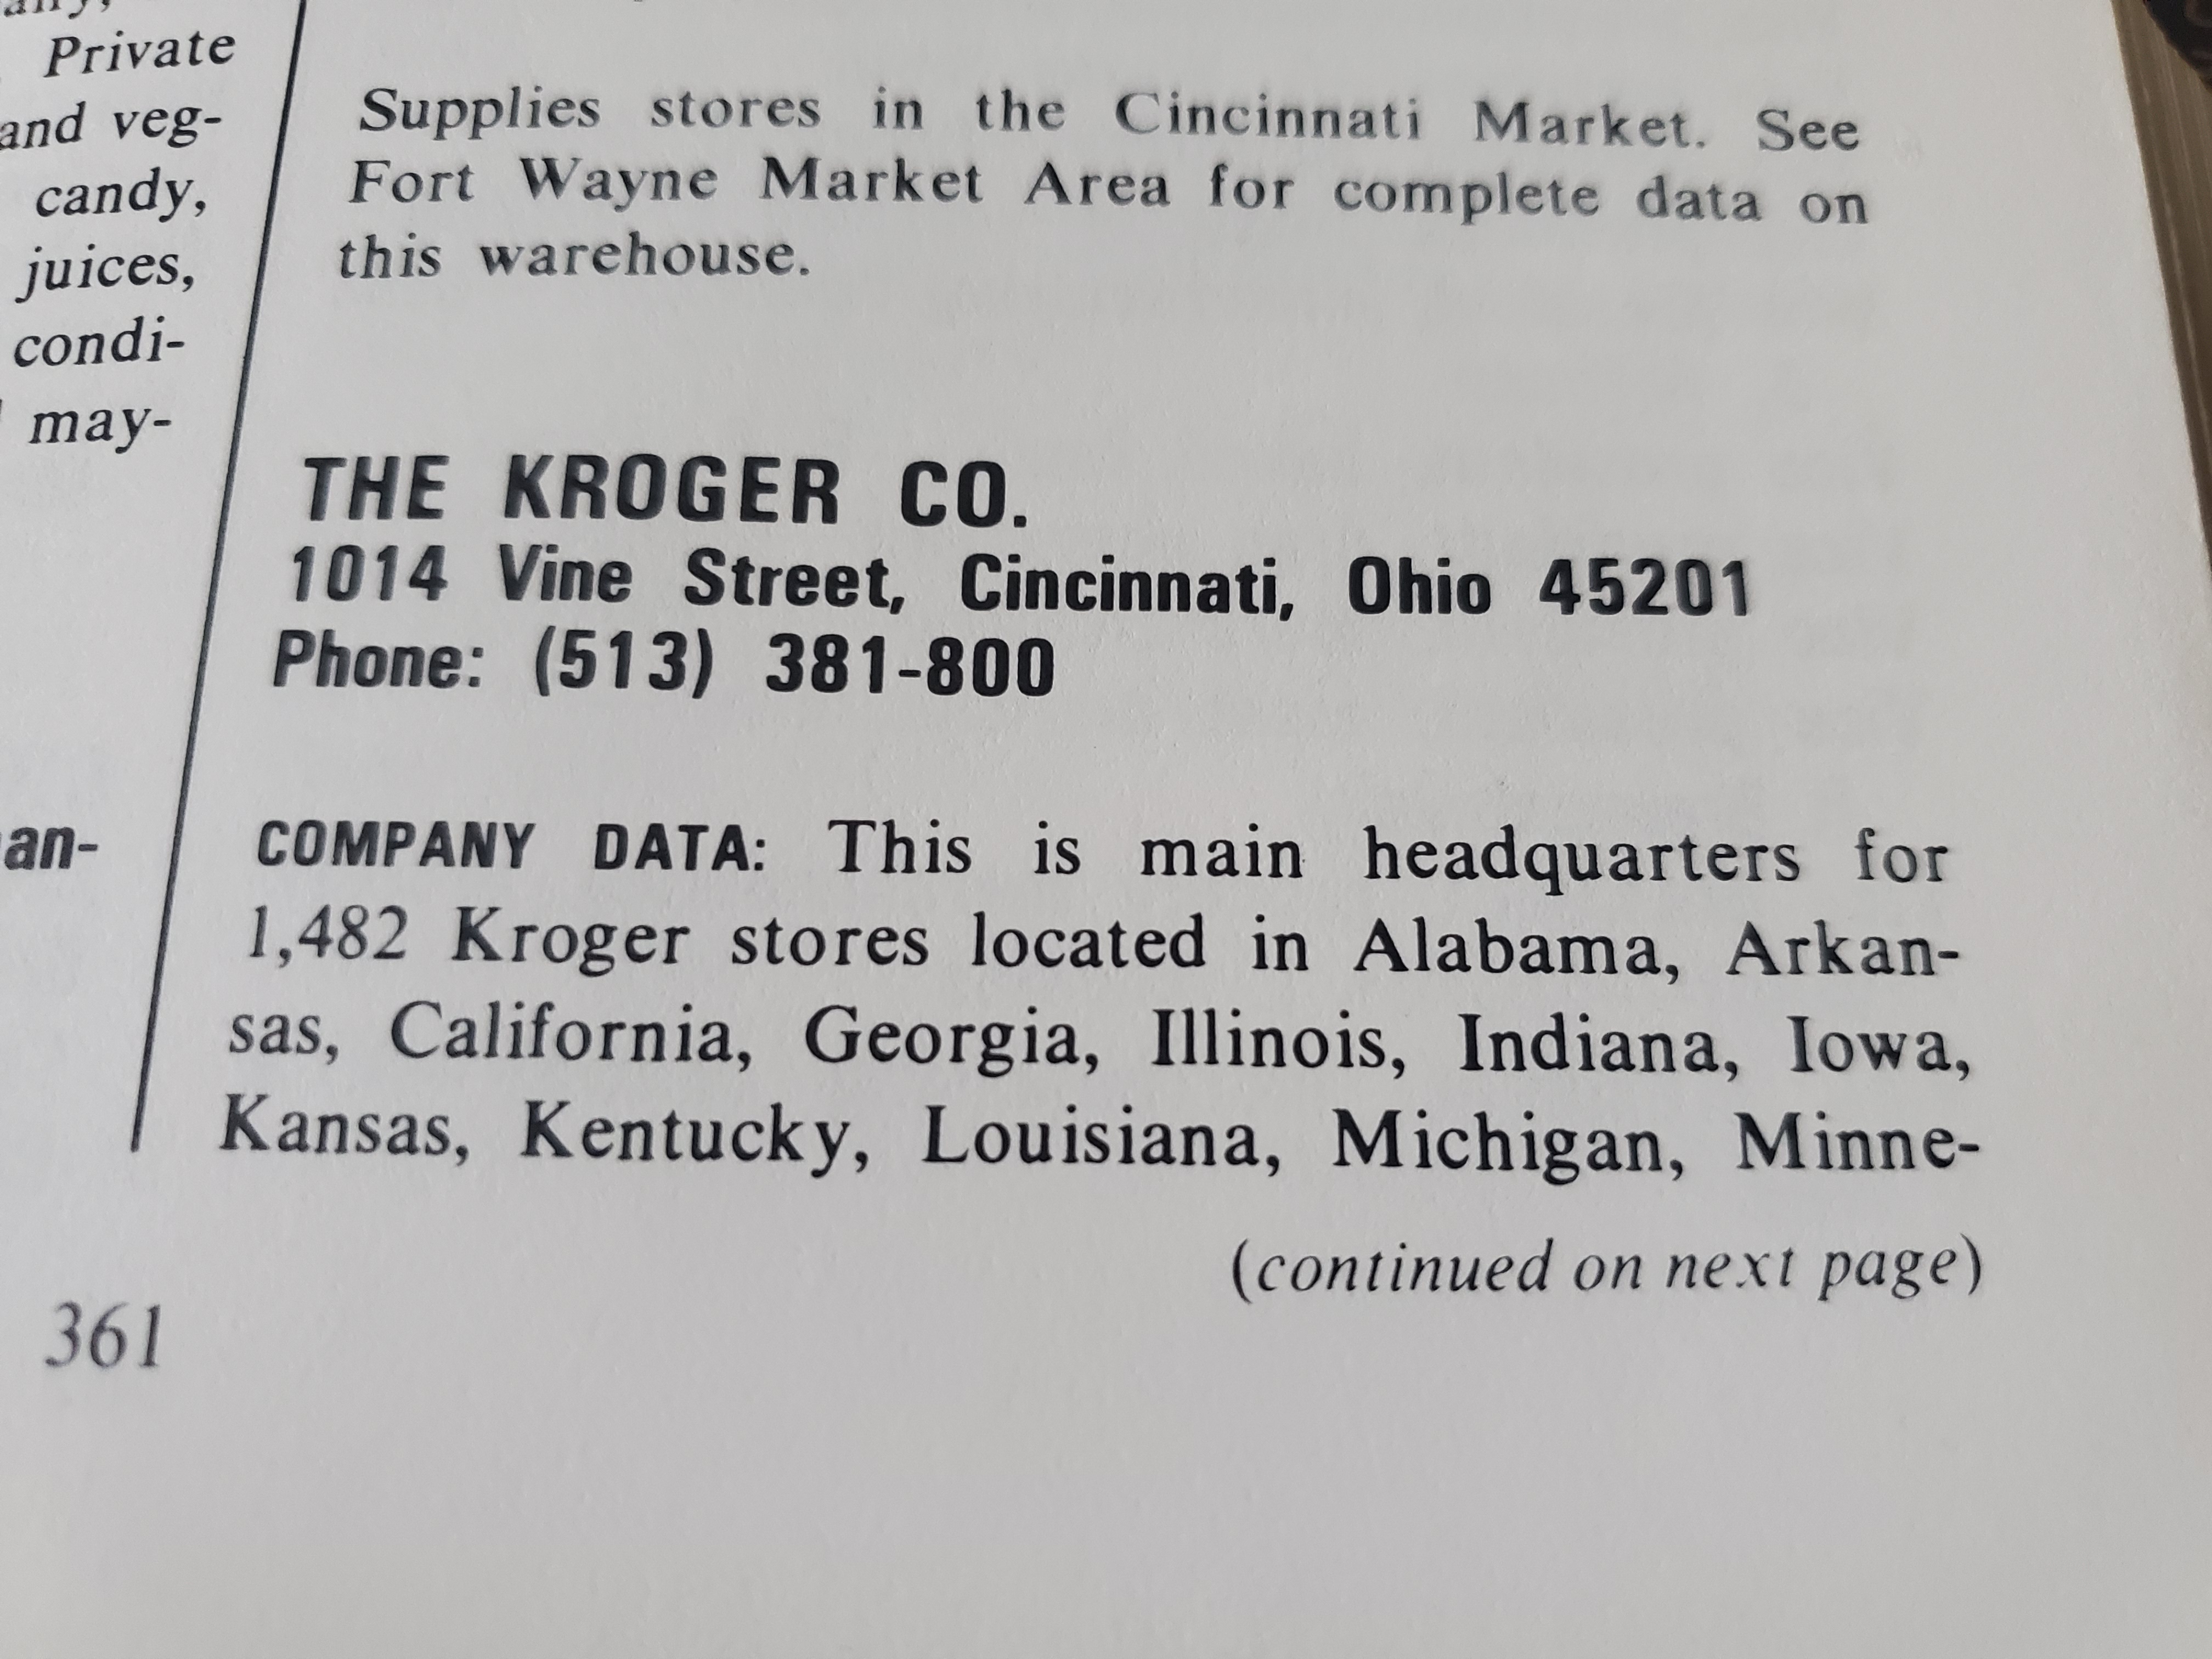 Private
and veg-
candy,
juices,
condi-
may-
an-
361
Supplies stores in the Cincinnati Market. See
Fort Wayne Market Area for complete data on
this warehouse.
THE KROGER CO.
1014 Vine Street, Cincinnati, Ohio 45201
Phone: (513) 381-800
COMPANY DATA: This is main headquarters for
1,482 Kroger stores located in Alabama, Arkan-
sas, California, Georgia, Illinois, Indiana, Iowa,
Kansas, Kentucky, Louisiana, Michigan, Minne-
(continued on next page)